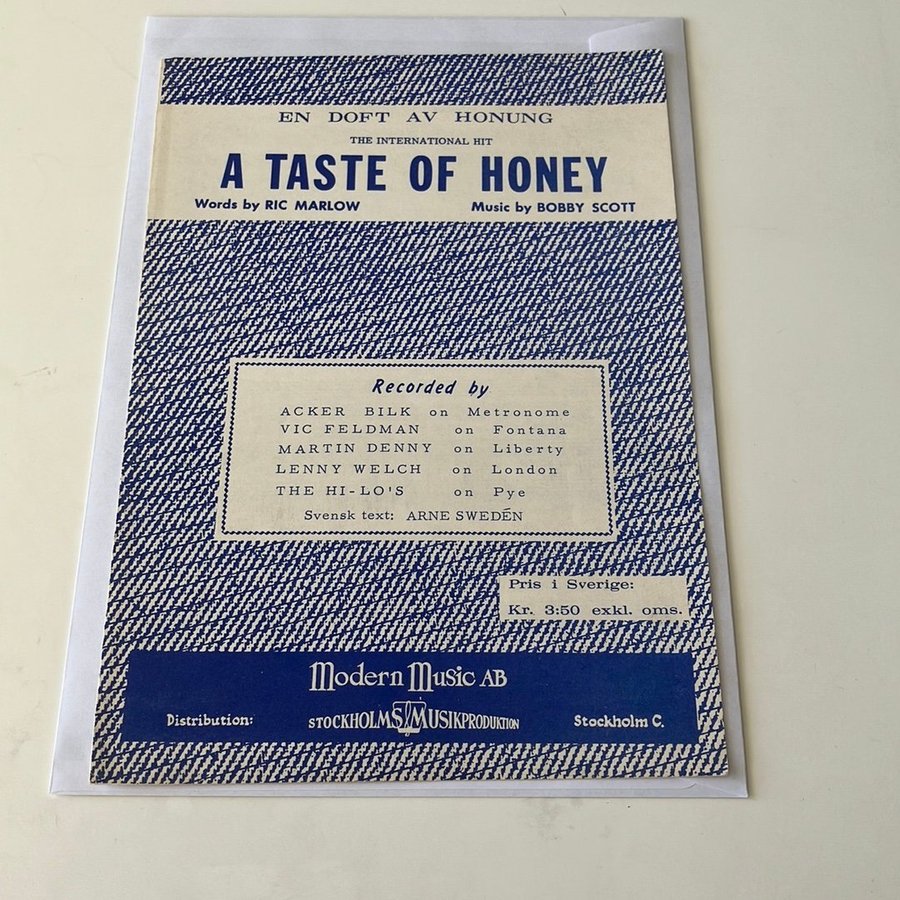 EN DOFT AV HONUNG
THE INTERNATIONAL HIT
A TASTE OF HONEY
Words by RIC MARLOW Music by BOBBY SCOTT
Recorded by
ACKER BILK on Metronome
VIC FELDMAN on Fontana
MARTIN DENNY on Liberty
LENNY WELCH on London
THE HI-LO'S on Pye
Svensk text: ARNE SWEDÉN
Pris i Sverige:
Kr. 3:50 exkl. oms.
Modern Music AB
Distribution: STOCKHOLMS MUSIKPRODUKTION Stockholm C.